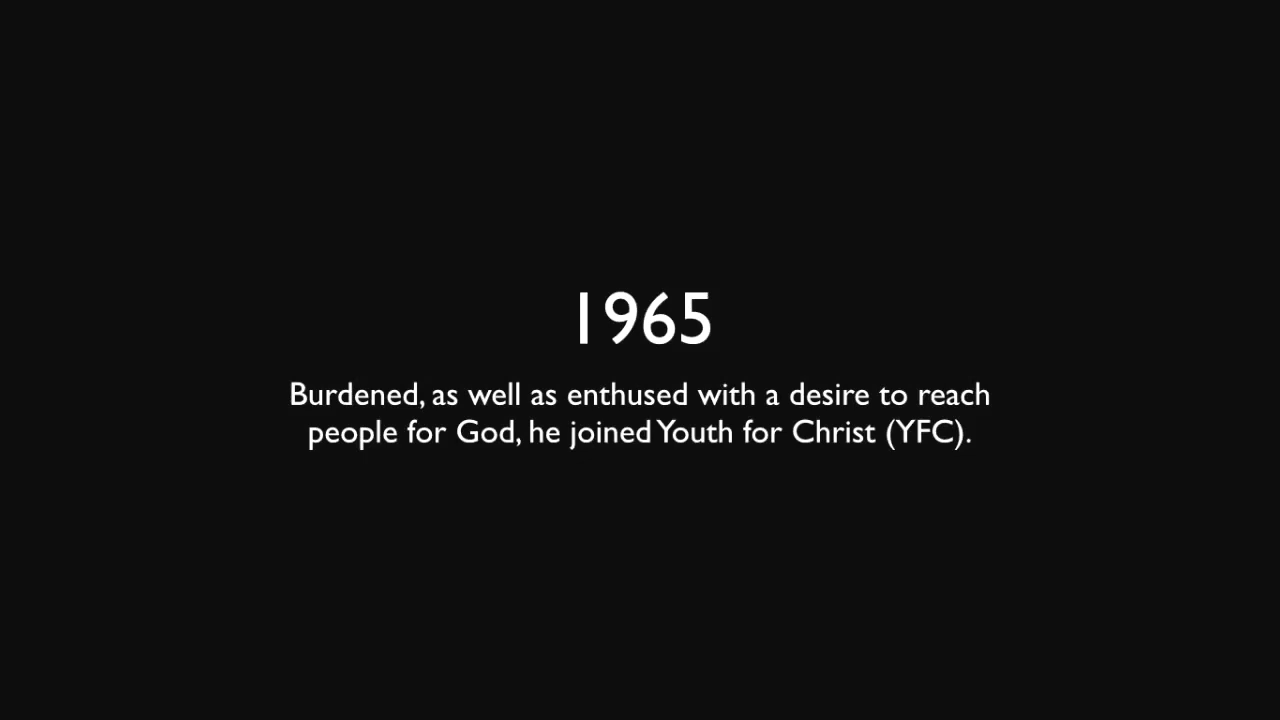 1965
Burdened, as well as enthused with a desire to reach
people for God, he joined Youth for Christ (YFC).